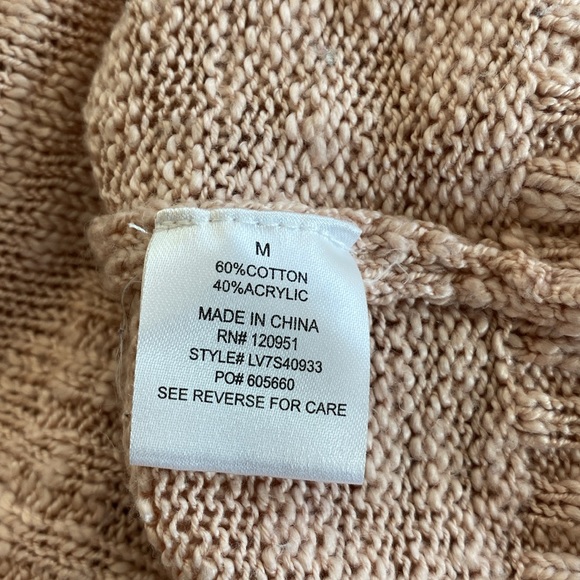 M
60%COTTON
40%ACRYLIC
MADE IN CHINA
RN# 120951
STYLE# LV7S40933
PO# 605660
SEE REVERSE FOR CARE